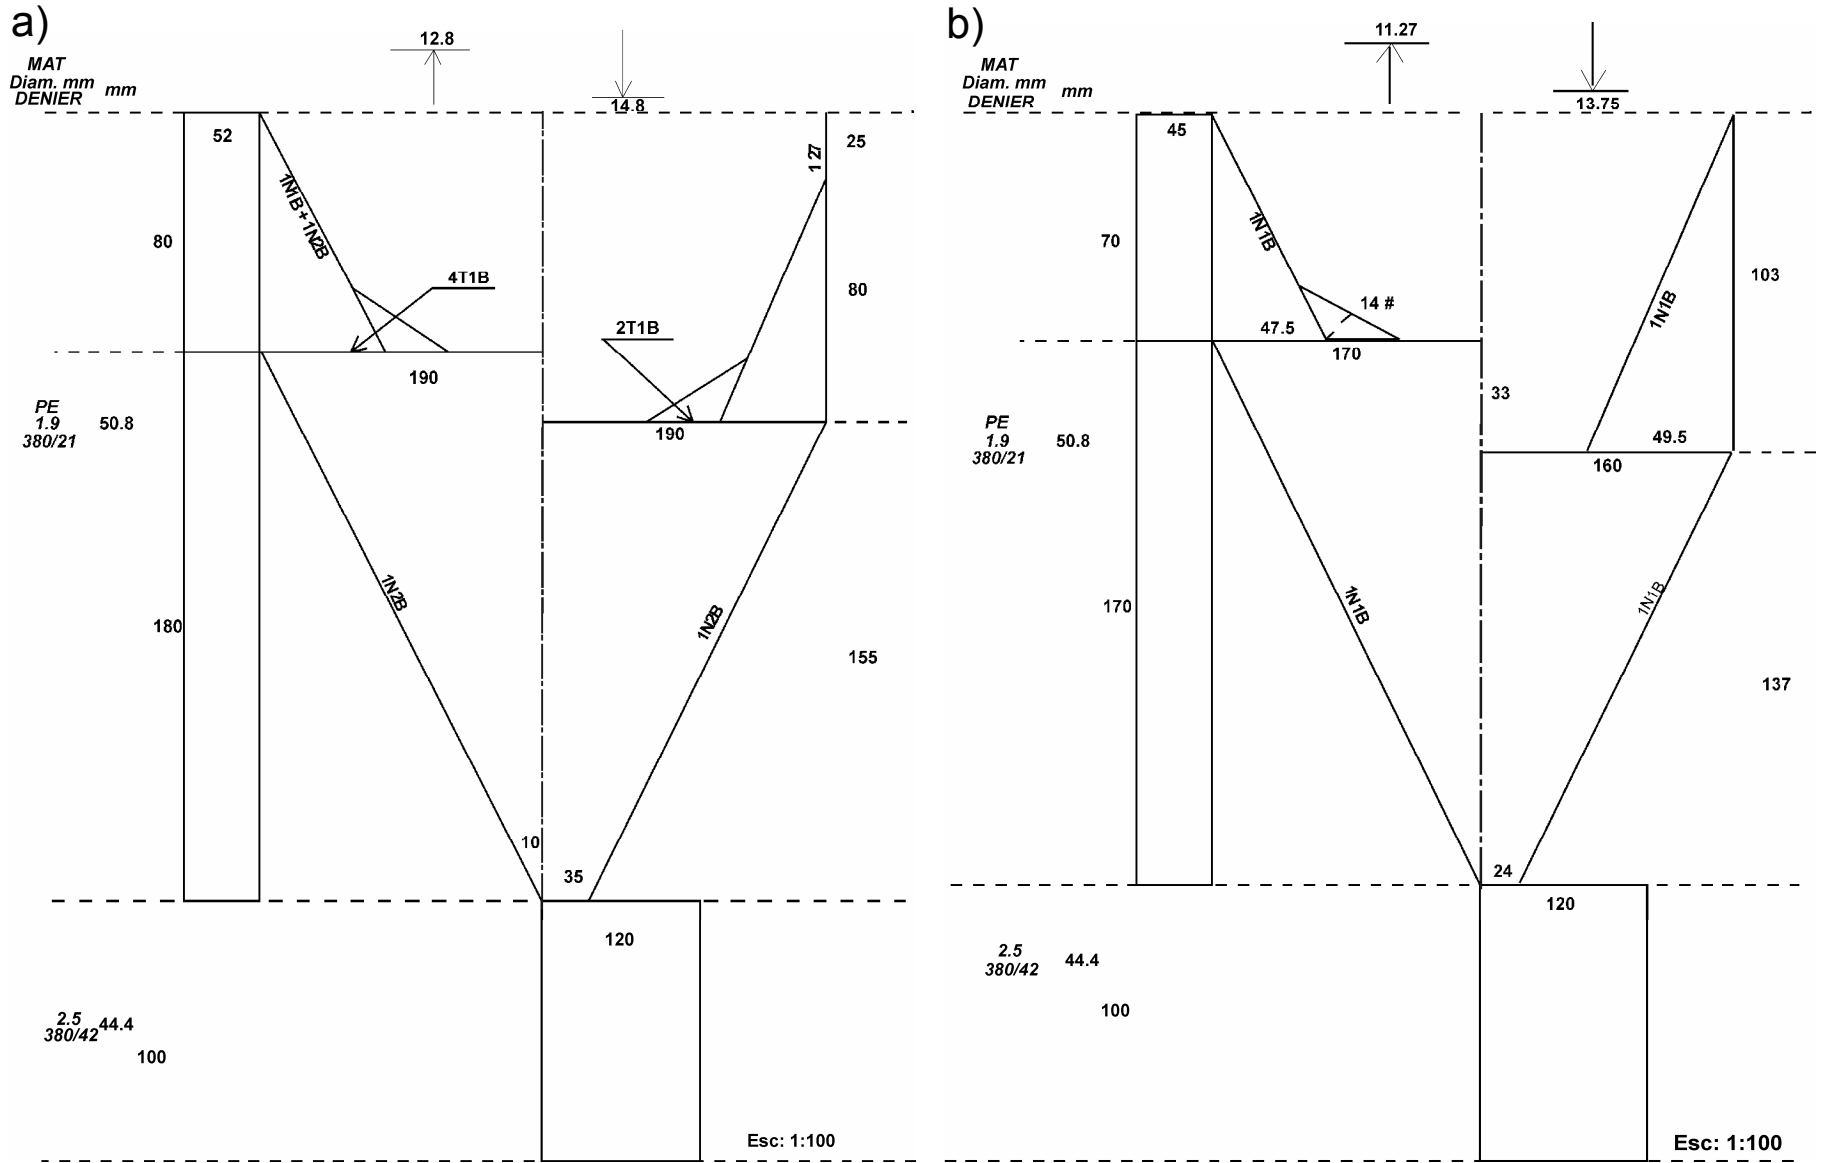 a)
12.8
MAT
Diam. mm mm
DENIER
14.8
52
25
1 27
1N1B + 1N2B
80
4T1B
80
2T1B
190
190
PE
1.9 50.8
380/21
1N2B
1N2B
180
155
10
35
120
2.5
380/42 44.4
100
Esc: 1:100
b)
11.27
MAT
Diam. mm mm
DENIER
13.75
45
1N1B
70
103
14 #
1N1B
47.5
170
33
PE
1.9 50.8
380/21
49.5
160
1N1B
1N1B
170
137
24
120
2.5
380/42 44.4
100
Esc: 1:100